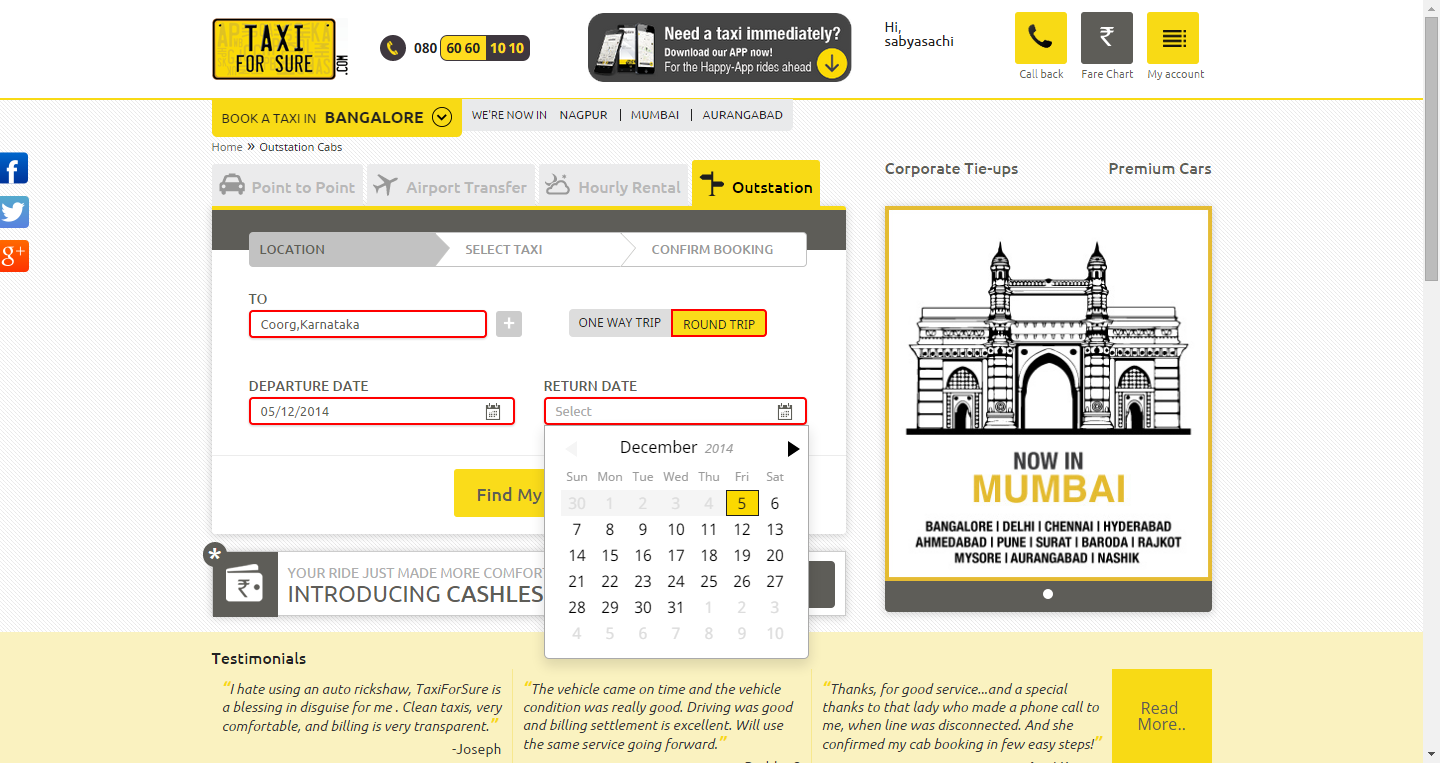 TAXI
FOR SURE
.COM
080 60 60 10 10
Need a taxi immediately?
Download our APP now!
For the Happy-App rides ahead
Hi,
sabyasachi
₹
Call back
Fare Chart
My account
BOOK A TAXI IN BANGALORE
WE'RE NOW IN NAGPUR | MUMBAI | AURANGABAD
Home » Outstation Cabs
f
g+
Point to Point
Airport Transfer
Hourly Rental
Outstation
Corporate Tie-ups
Premium Cars
LOCATION
SELECT TAXI
CONFIRM BOOKING
TO
Coorg,Karnataka
+
ONE WAY TRIP
ROUND TRIP
DEPARTURE DATE
05/12/2014
RETURN DATE
Select
December 2014
Sun Mon Tue Wed Thu Fri Sat
30 1 2 3 4 5 6
7 8 9 10 11 12 13
14 15 16 17 18 19 20
21 22 23 24 25 26 27
28 29 30 31 1 2 3
4 5 6 7 8 9 10
Find My
*
₹
YOUR RIDE JUST MADE MORE COMFORT
INTRODUCING CASHLES
NOW IN
MUMBAI
BANGALORE | DELHI | CHENNAI | HYDERABAD
AHMEDABAD | PUNE | SURAT | BARODA | RAJKOT
MYSORE | AURANGABAD | NASHIK
Testimonials
“I hate using an auto rickshaw, TaxiForSure is
a blessing in disguise for me . Clean taxis, very
comfortable, and billing is very transparent.”
-Joseph
“The vehicle came on time and the vehicle
condition was really good. Driving was good
and billing settlement is excellent. Will use
the same service going forward.”
“Thanks, for good service...and a special
thanks to that lady who made a phone call to
me, when line was disconnected. And she
confirmed my cab booking in few easy steps!”
Read
More..